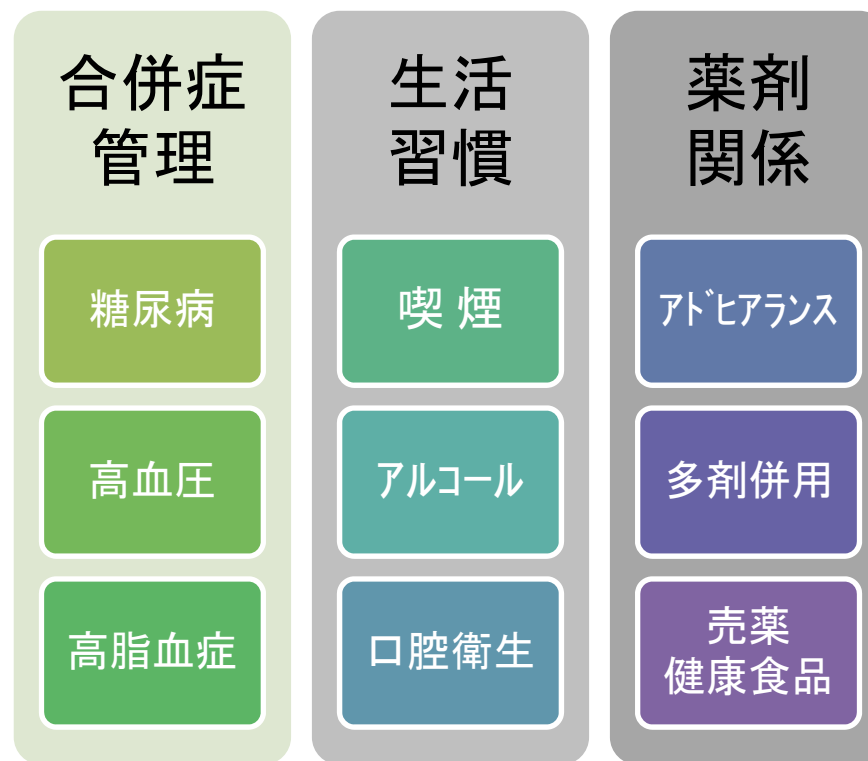 合併症
管理
糖尿病
高血圧
高脂血症
生活
習慣
喫 煙
アルコール
口腔衛生
薬剤
関係
アドヒアランス
多剤併用
売薬
健康食品